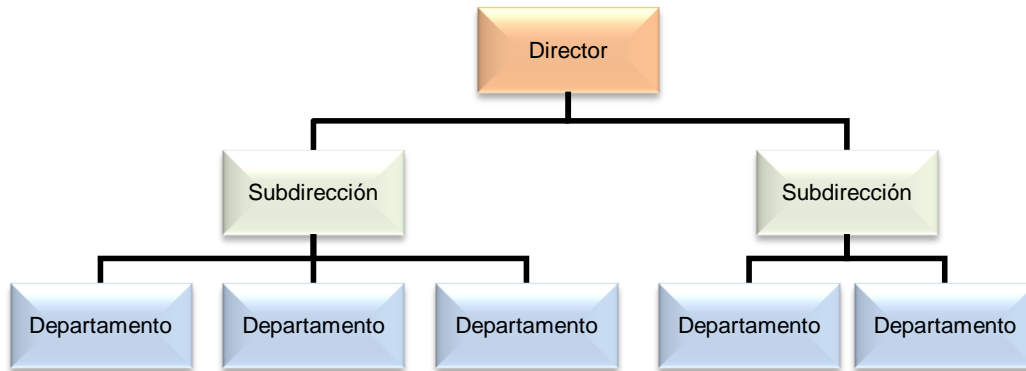 Director
Subdirección
Subdirección
Departamento
Departamento
Departamento
Departamento
Departamento